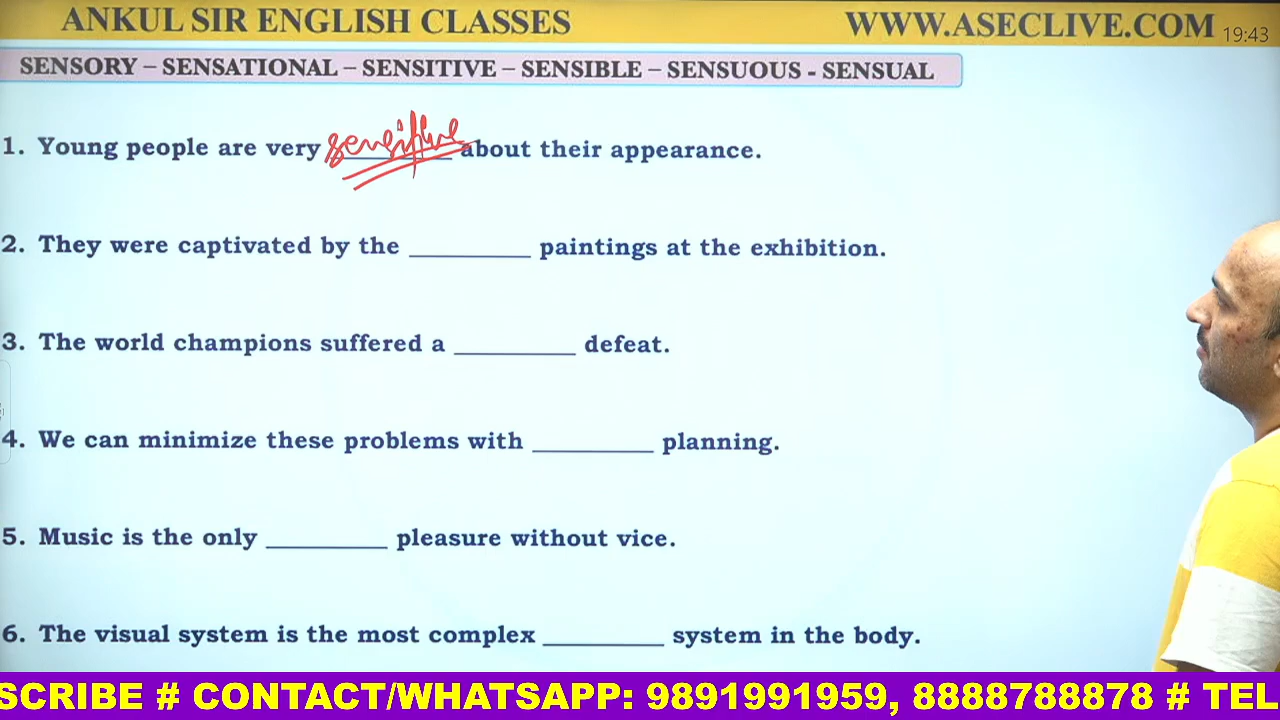 ANKUL SIR ENGLISH CLASSES WWW.ASECLIVE.COM 19:43
SENSORY – SENSATIONAL – SENSITIVE – SENSIBLE – SENSUOUS - SENSUAL
1. Young people are very sensitive about their appearance.
2. They were captivated by the __________ paintings at the exhibition.
3. The world champions suffered a __________ defeat.
4. We can minimize these problems with __________ planning.
5. Music is the only __________ pleasure without vice.
6. The visual system is the most complex __________ system in the body.
SCRIBE # CONTACT/WHATSAPP: 9891991959, 8888788878 # TEL